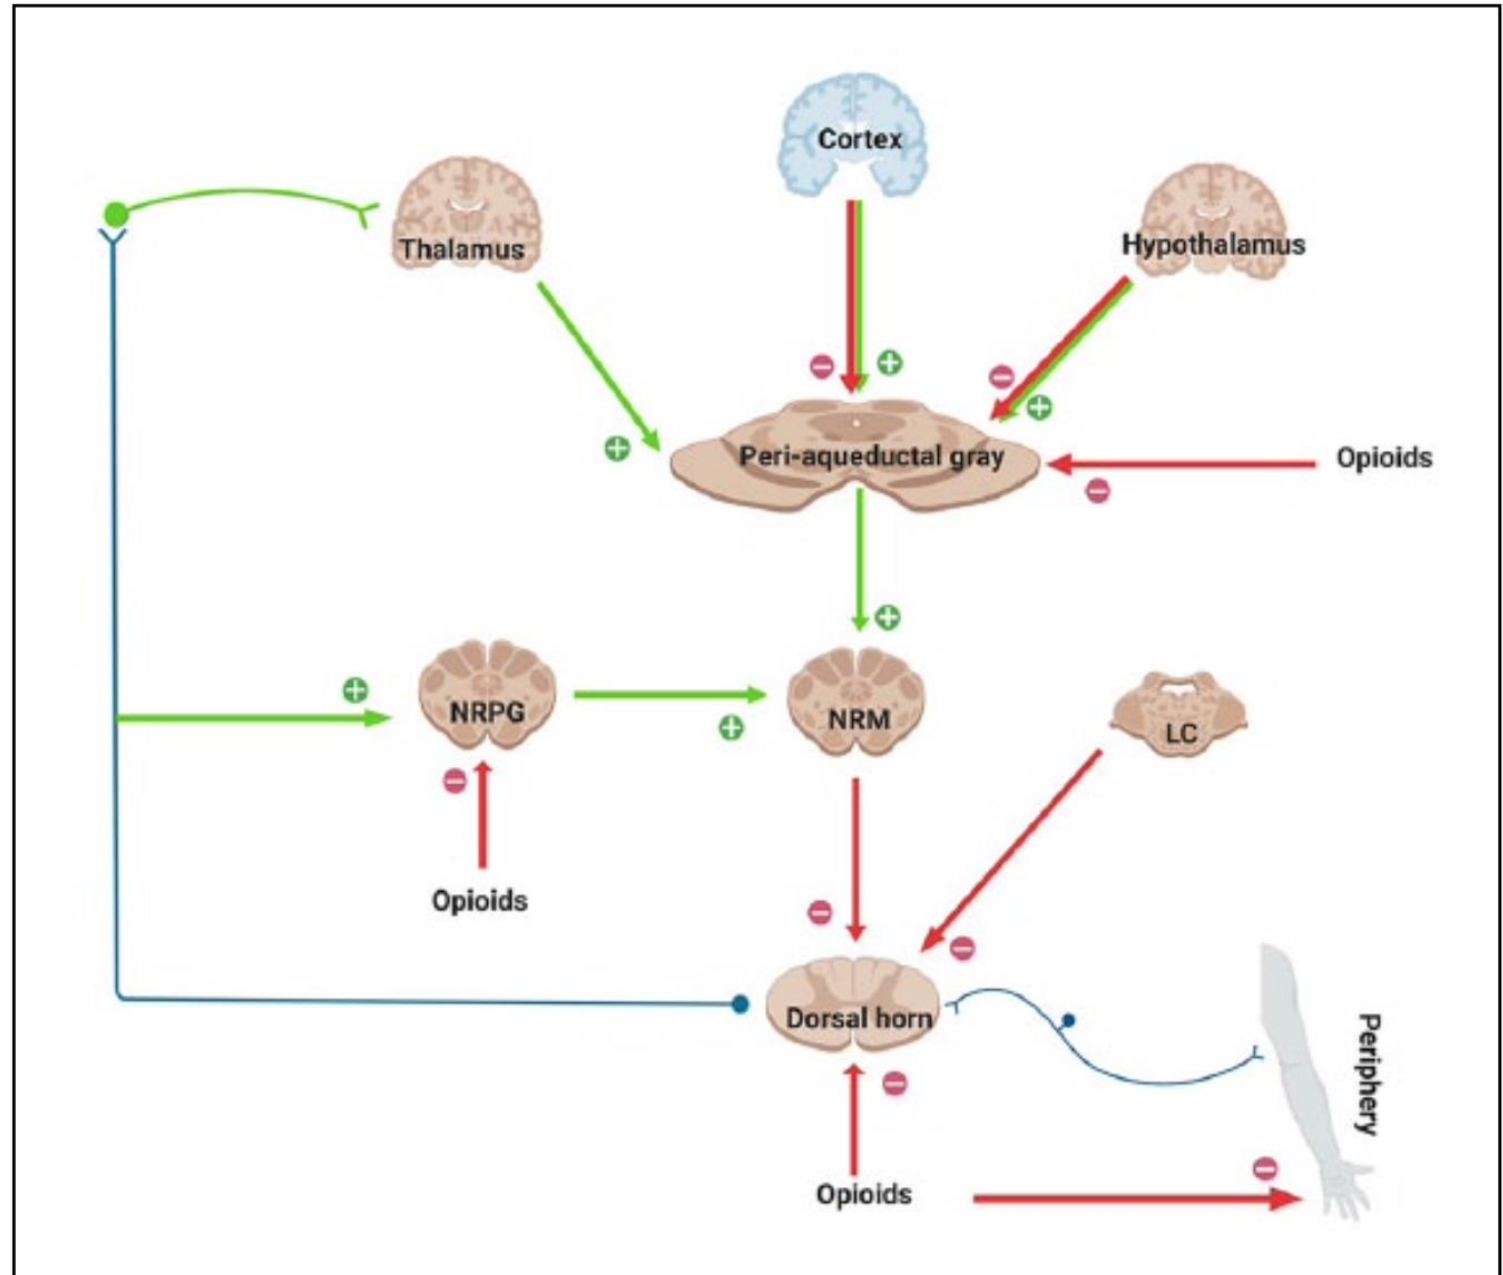 Cortex
Thalamus
Hypothalamus
Peri-aqueductal gray
Opioids
NRPG
NRM
LC
Opioids
Dorsal horn
Periphery
Opioids